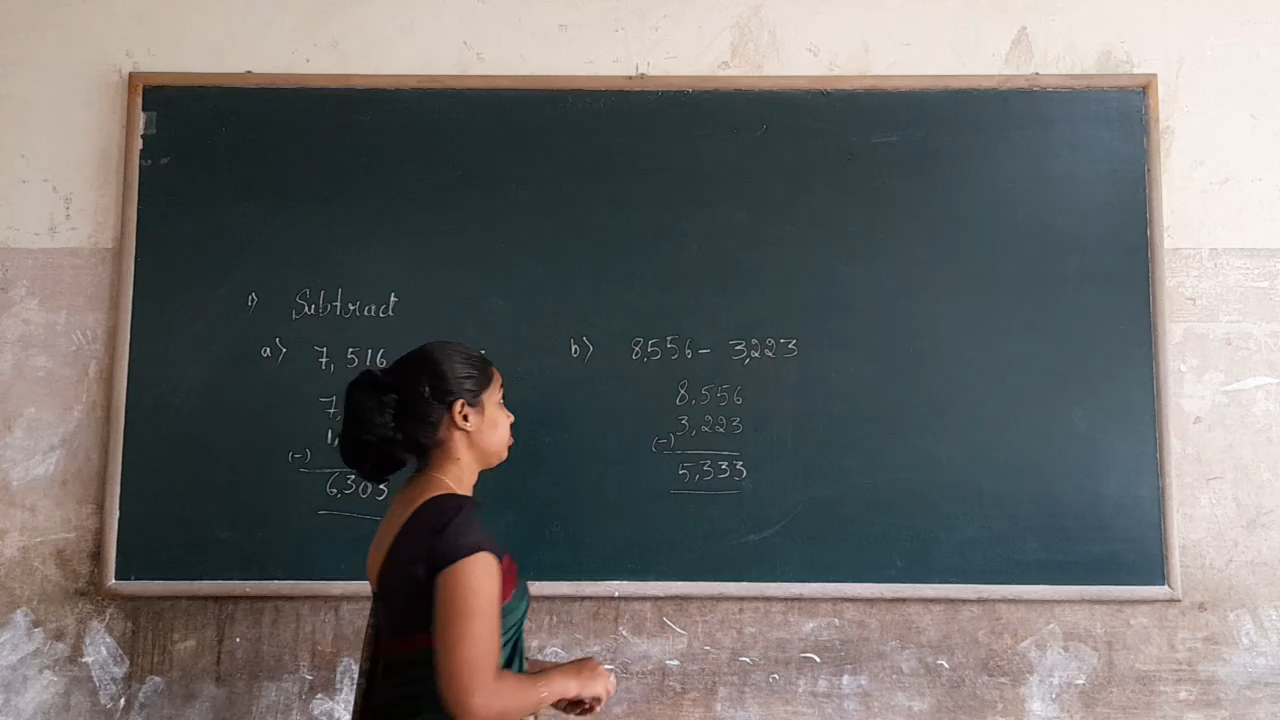 1) Subtract
a) 7,516
7,
1,
(-)
6,303
b) 8,556 - 3,223
8,556
3,223
(-)
5,333